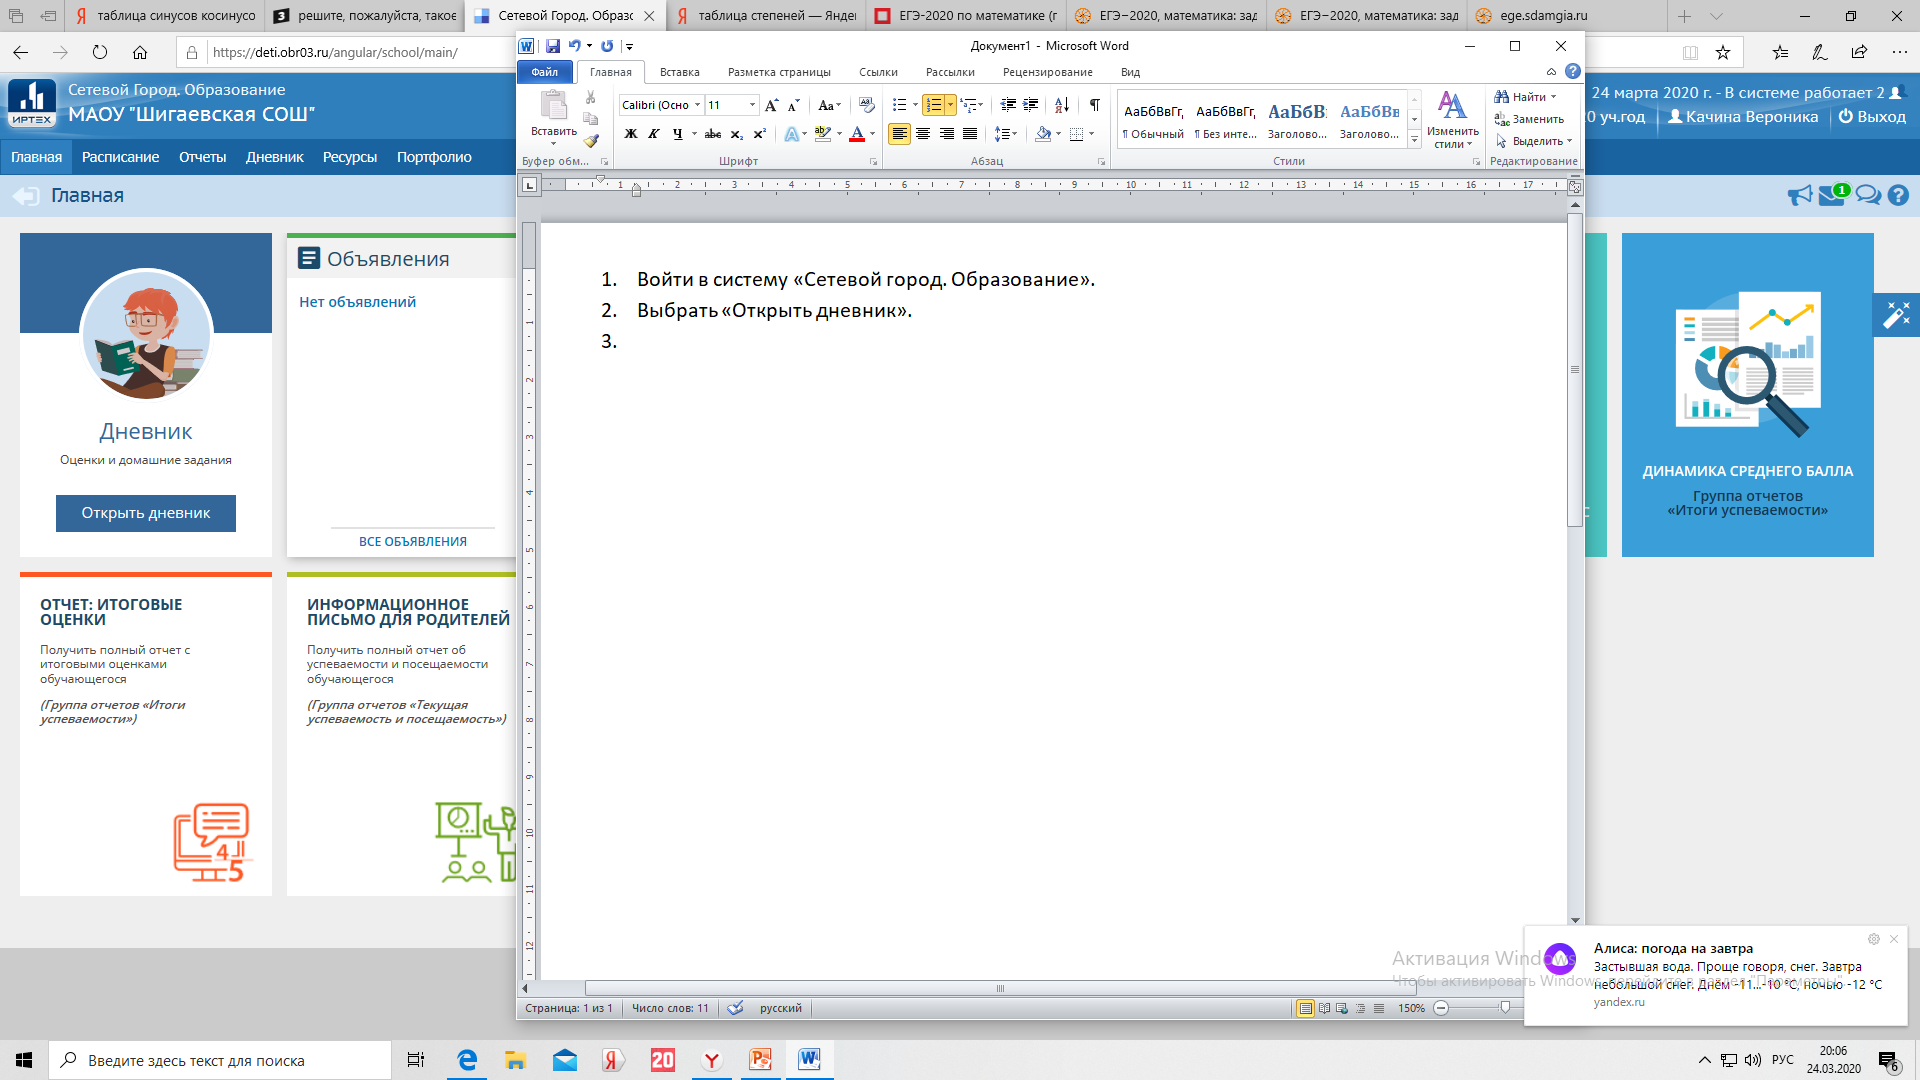 таблица синусов косинусо
решите, пожалуйста, такое
Сетевой Город. Образо
таблица степеней — Янде
ЕГЭ-2020 по математике (г
ЕГЭ−2020, математика: зад
ЕГЭ−2020, математика: зад
ege.sdamgia.ru
https://deti.obr03.ru/angular/school/main/
Документ1 - Microsoft Word
Файл Главная Вставка Разметка страницы Ссылки Рассылки Рецензирование Вид
Calibri (Осно 11
Вставить
Буфер обм... Шрифт Абзац Стили Редактирование
АаБбВвГг, АаБбВвГг, АаБбВ АаБбВв
¶ Обычный ¶ Без инте... Заголово... Заголово...
Изменить стили
Найти
Заменить
Выделить
Сетевой Город. Образование
МАОУ "Шигаевская СОШ"
24 марта 2020 г. - В системе работает 2
0 уч.год Качина Вероника Выход
ИРТЕХ
Главная Расписание Отчеты Дневник Ресурсы Портфолио
Главная
1
Дневник
Оценки и домашние задания
Открыть дневник
Объявления
Нет объявлений
ВСЕ ОБЪЯВЛЕНИЯ
1. Войти в систему «Сетевой город. Образование».
2. Выбрать «Открыть дневник».
3.
ДИНАМИКА СРЕДНЕГО БАЛЛА
Группа отчетов
«Итоги успеваемости»
ОТЧЕТ: ИТОГОВЫЕ
ОЦЕНКИ
Получить полный отчет с
итоговыми оценками
обучающегося
(Группа отчетов «Итоги
успеваемости»)
ИНФОРМАЦИОННОЕ
ПИСЬМО ДЛЯ РОДИТЕЛЕЙ
Получить полный отчет об
успеваемости и посещаемости
обучающегося
(Группа отчетов «Текущая
успеваемость и посещаемость»)
Активация Windows
Чтобы активировать Windows, перейдите в раздел "Параметры".
Алиса: погода на завтра
Застывшая вода. Проще говоря, снег. Завтра
небольшой снег. Днём -11...-10 °C, ночью -12 °C
yandex.ru
Страница: 1 из 1 Число слов: 11 русский 150%
Введите здесь текст для поиска
РУС
20:06
24.03.2020
6